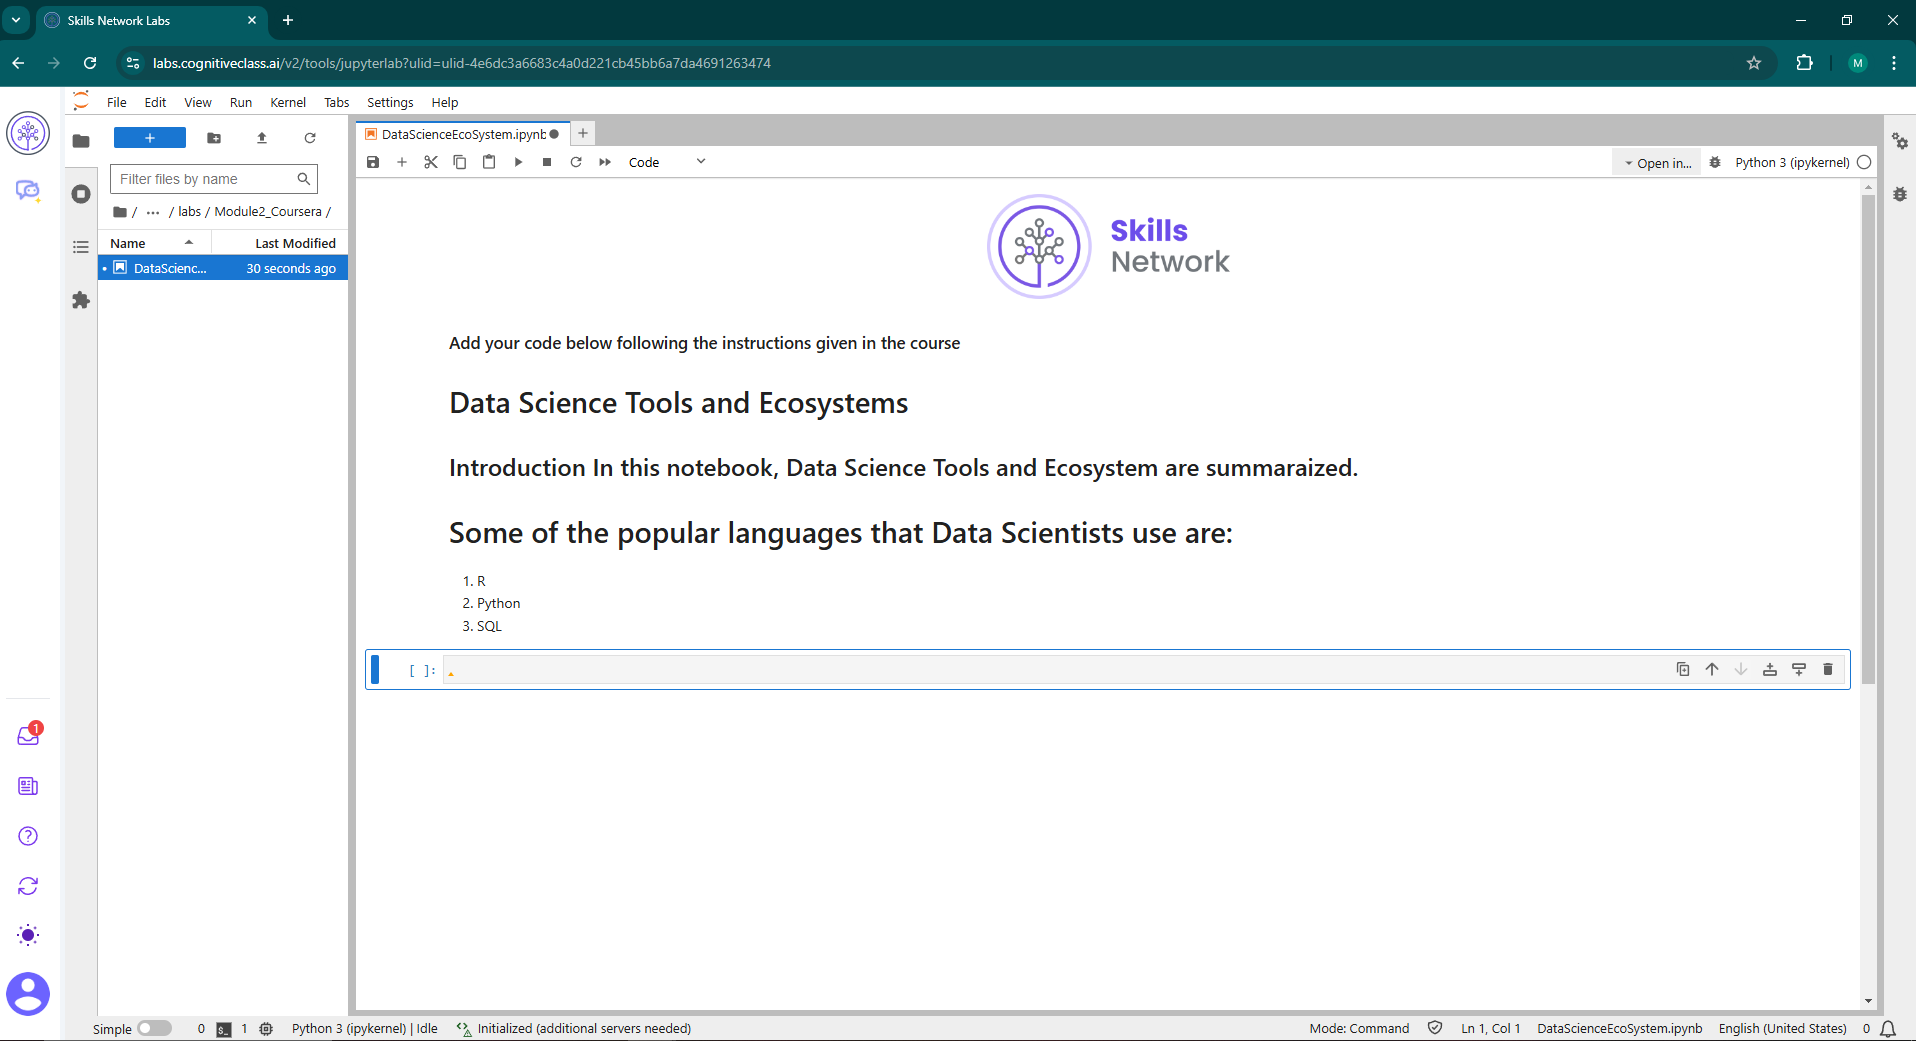 Skills Network Labs
labs.cognitiveclass.ai/v2/tools/jupyterlab?ulid=ulid-4e6dc3a6683c4a0d221cb45bb6a7da4691263474
M
File Edit View Run Kernel Tabs Settings Help
DataScienceEcoSystem.ipynb
Code
Open in...
Python 3 (ipykernel)
Filter files by name
/ ... / labs / Module2_Coursera /
Name Last Modified
DataScienc... 30 seconds ago
Skills
Network
Add your code below following the instructions given in the course
Data Science Tools and Ecosystems
Introduction In this notebook, Data Science Tools and Ecosystem are summaraized.
Some of the popular languages that Data Scientists use are:
1. R
2. Python
3. SQL
[ ]:
1
Simple 0 $_ 1 Python 3 (ipykernel) | Idle Initialized (additional servers needed) Mode: Command Ln 1, Col 1 DataScienceEcoSystem.ipynb English (United States) 0